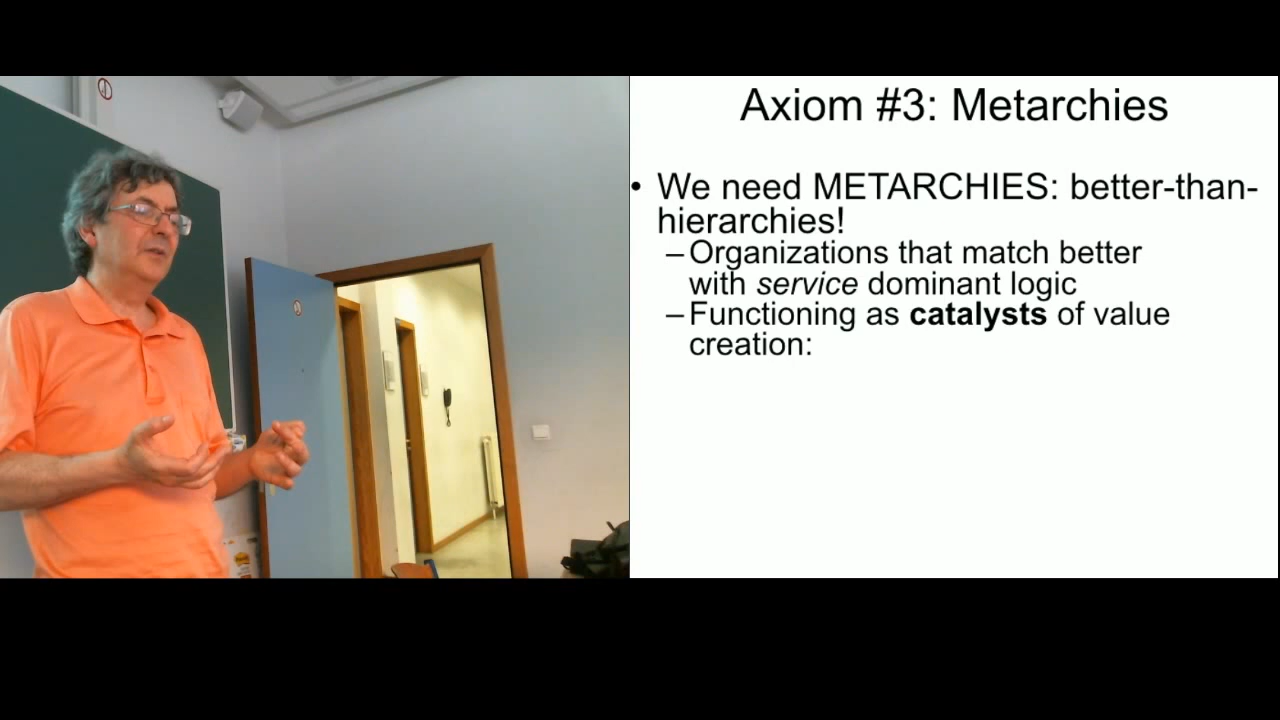 Axiom #3: Metarchies
• We need METARCHIES: better-than-
hierarchies!
–Organizations that match better
with service dominant logic
–Functioning as catalysts of value
creation: